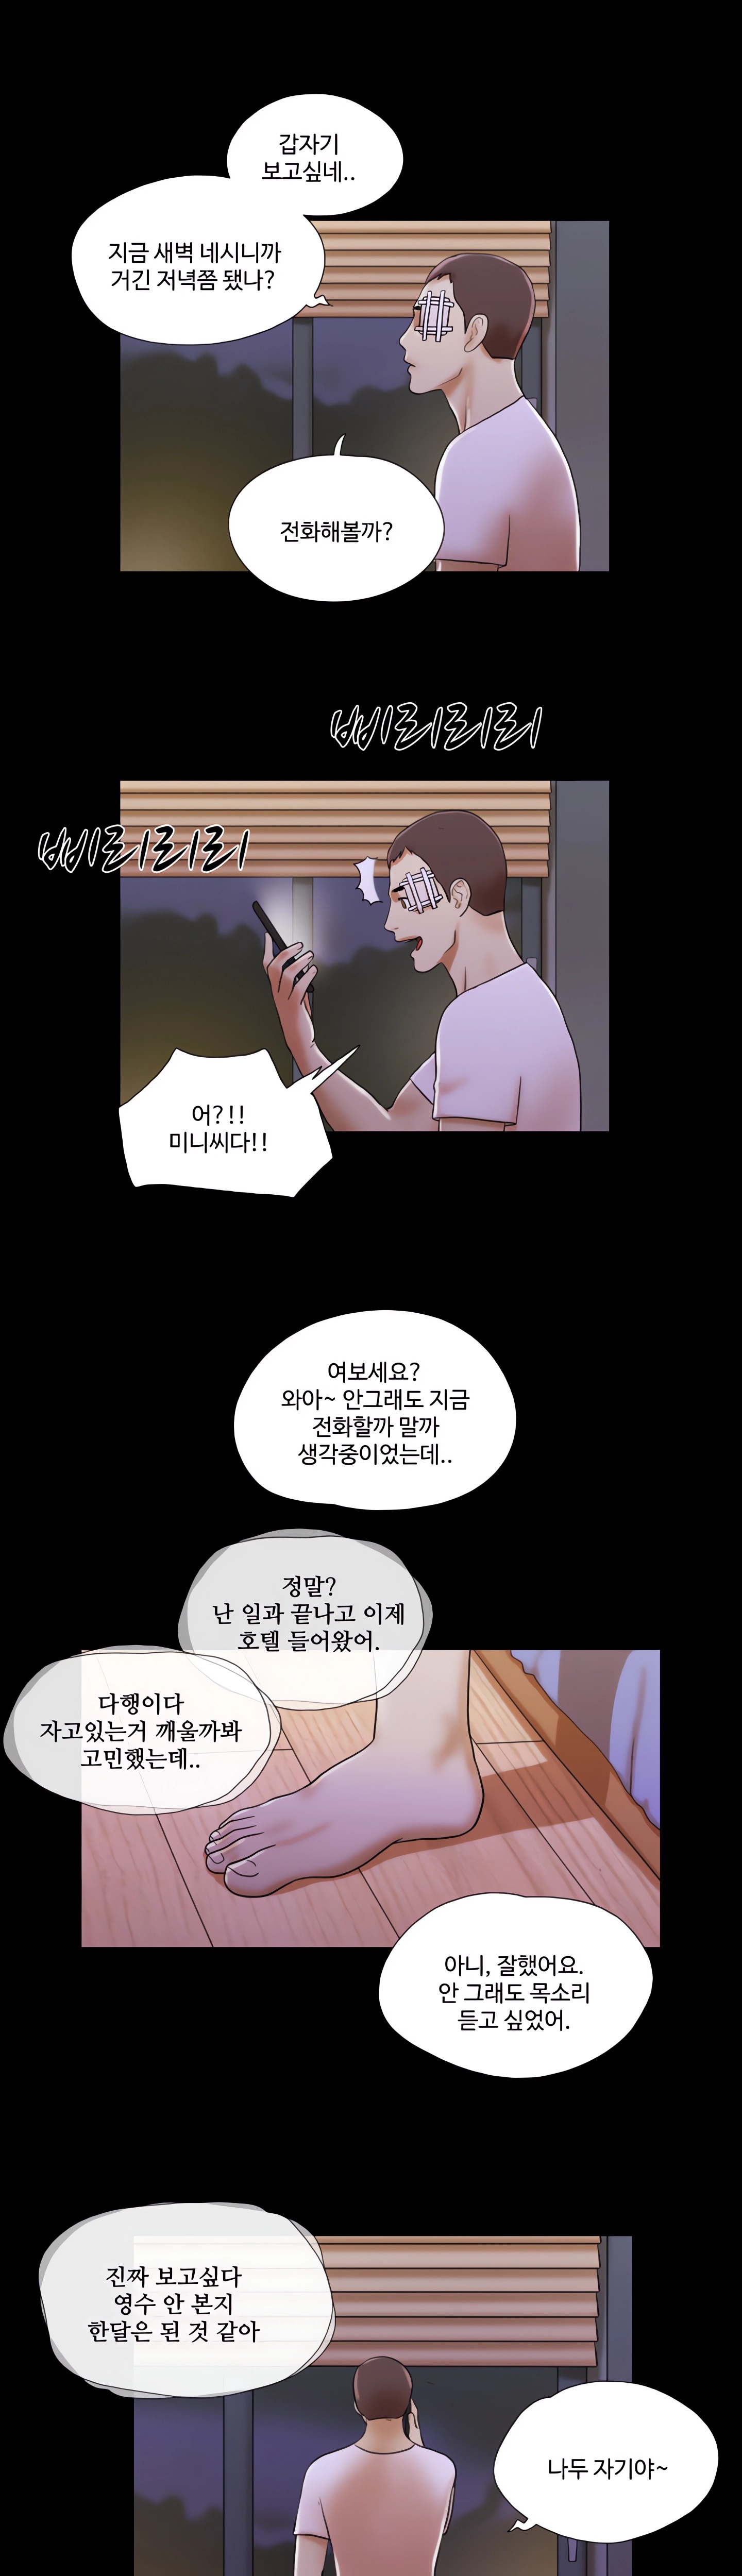 갑자기
보고싶네..
지금 새벽 네시니까
거긴 저녁쯤 됐나?
전화해볼까?
삐리리리
삐리리리
어?!!
미니씨다!!
여보세요?
와아~ 안그래도 지금
전화할까 말까
생각중이었는데..
정말?
난 일과 끝나고 이제
호텔 들어왔어.
다행이다
자고있는거 깨울까봐
고민했는데..
아니, 잘했어요.
안 그래도 목소리
듣고 싶었어.
진짜 보고싶다
영수 안 본지
한달은 된 것 같아
나두 자기야~